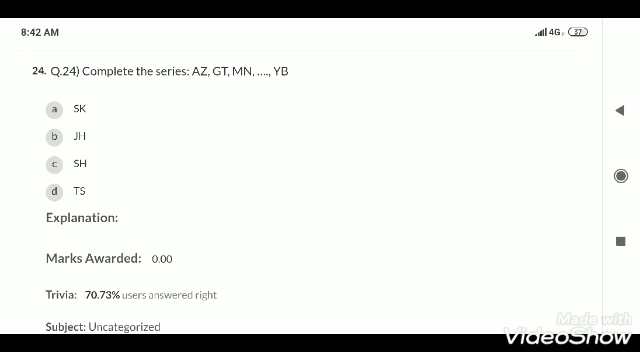 8:42 AM 4G 37
24. Q.24) Complete the series: AZ, GT, MN, ...., YB
a SK
b JH
c SH
d TS
Explanation:
Marks Awarded: 0.00
Trivia: 70.73% users answered right
Subject: Uncategorized
Made with
VideoShow